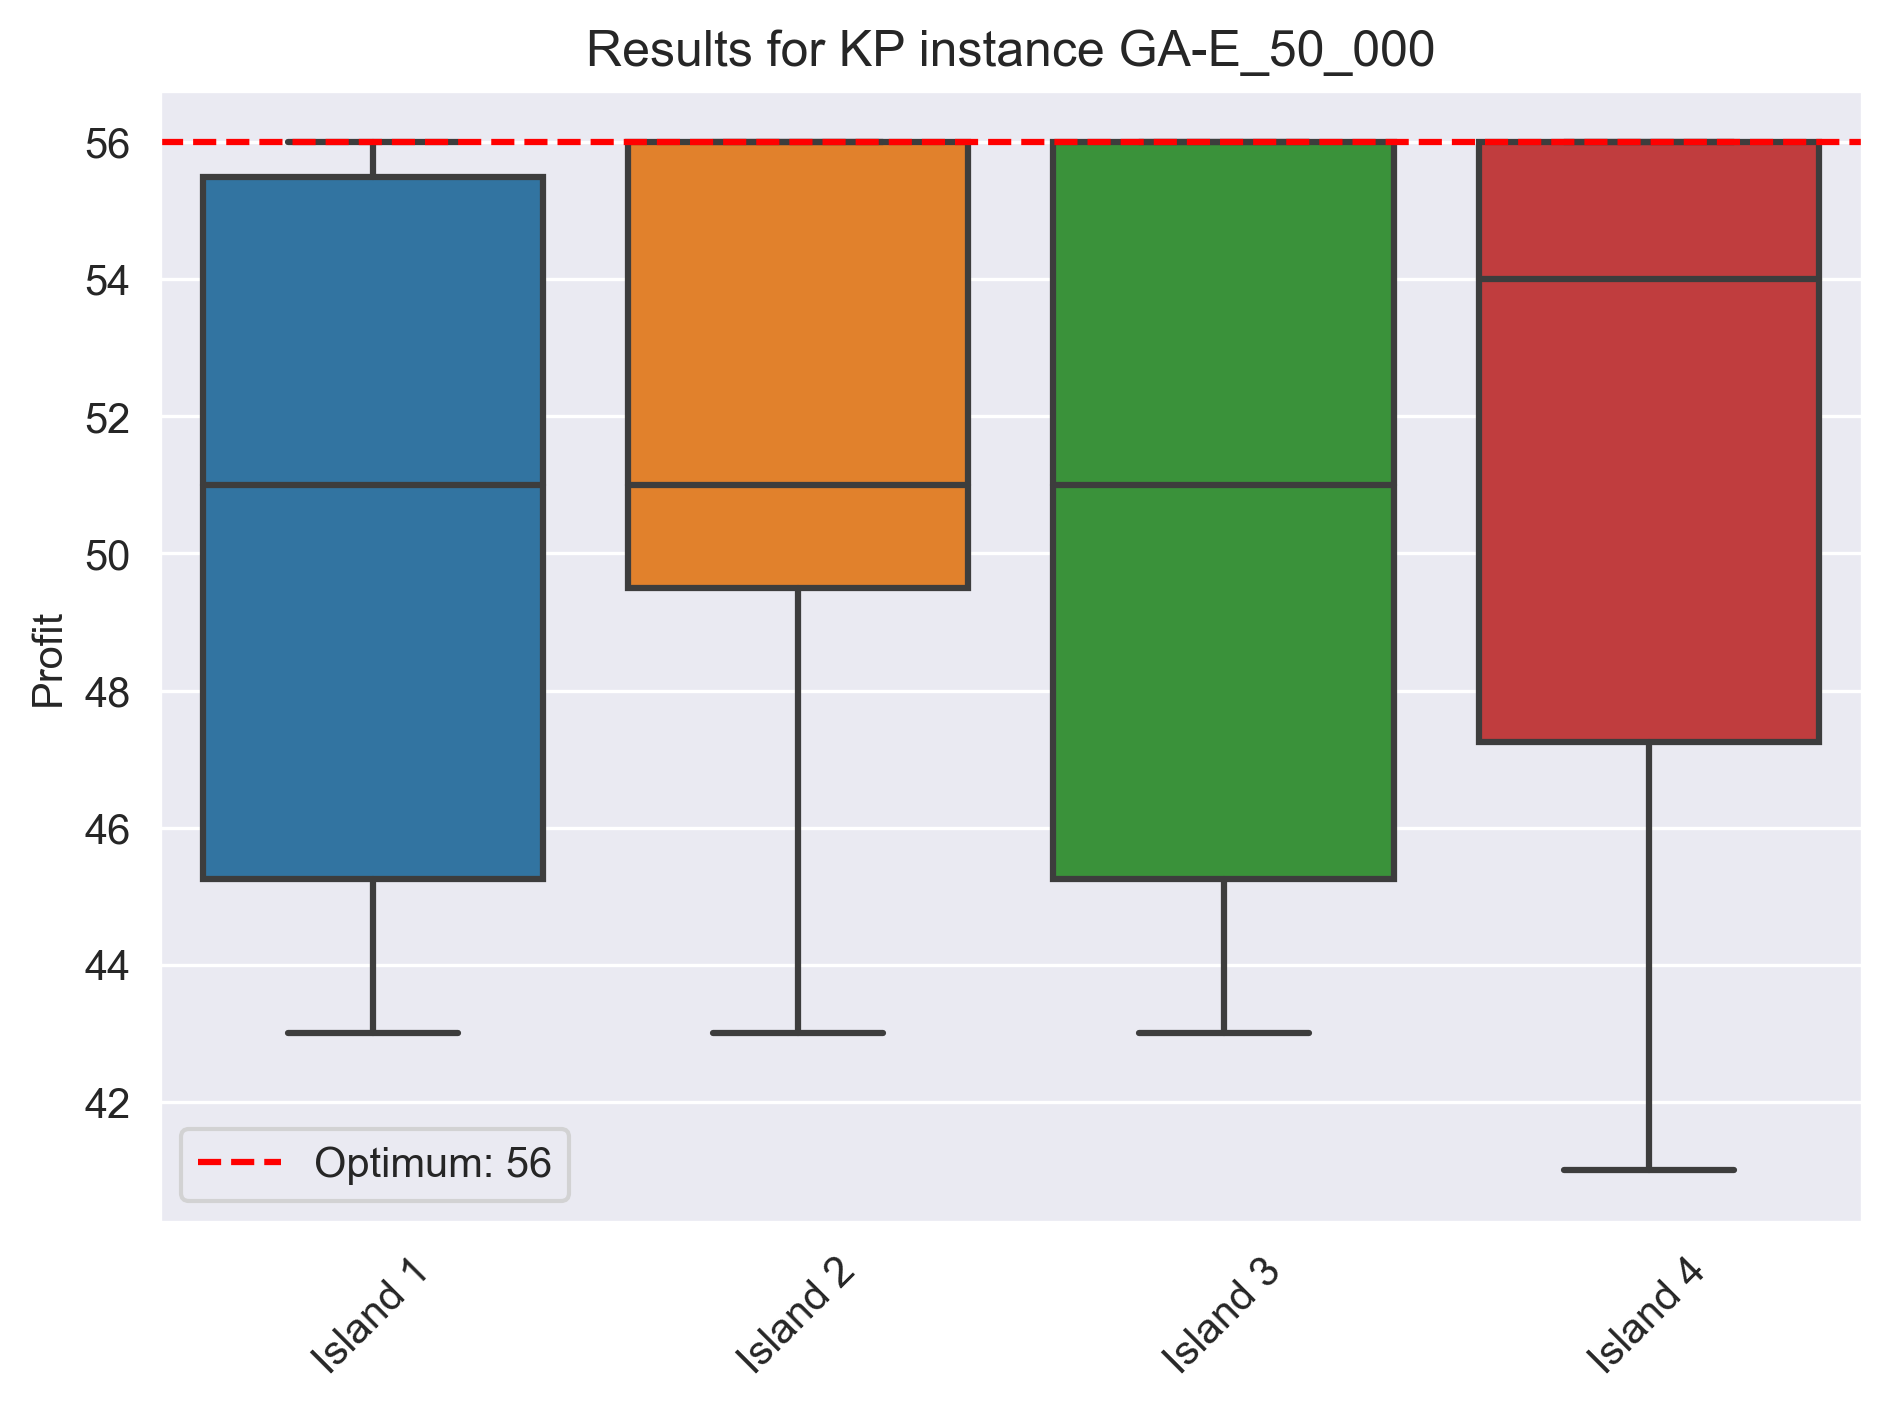 Results for KP instance GA-E_50_000
56
54
52
50
48
46
44
42
Profit
Optimum: 56
Island 1
Island 2
Island 3
Island 4